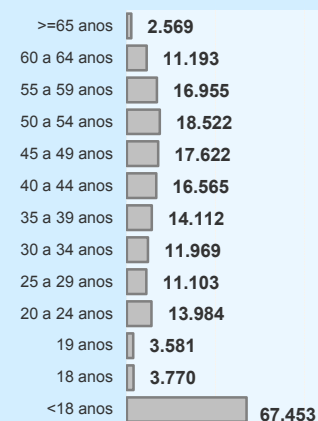 >=65 anos 2.569
60 a 64 anos 11.193
55 a 59 anos 16.955
50 a 54 anos 18.522
45 a 49 anos 17.622
40 a 44 anos 16.565
35 a 39 anos 14.112
30 a 34 anos 11.969
25 a 29 anos 11.103
20 a 24 anos 13.984
19 anos 3.581
18 anos 3.770
<18 anos 67.453